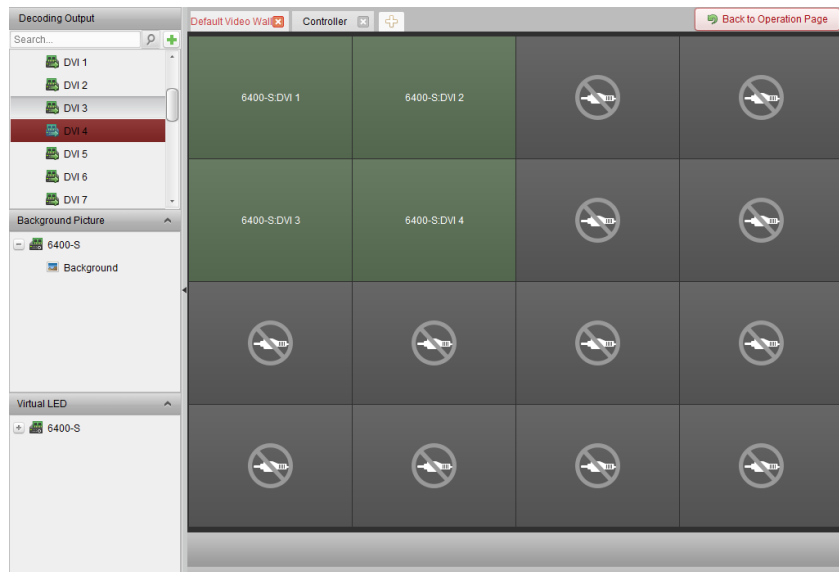 Decoding Output
Default Video Wall
Controller
Back to Operation Page
Search...
DVI 1
DVI 2
DVI 3
DVI 4
DVI 5
DVI 6
DVI 7
Background Picture
6400-S
Background
Virtual LED
6400-S
6400-S:DVI 1
6400-S:DVI 2
6400-S:DVI 3
6400-S:DVI 4